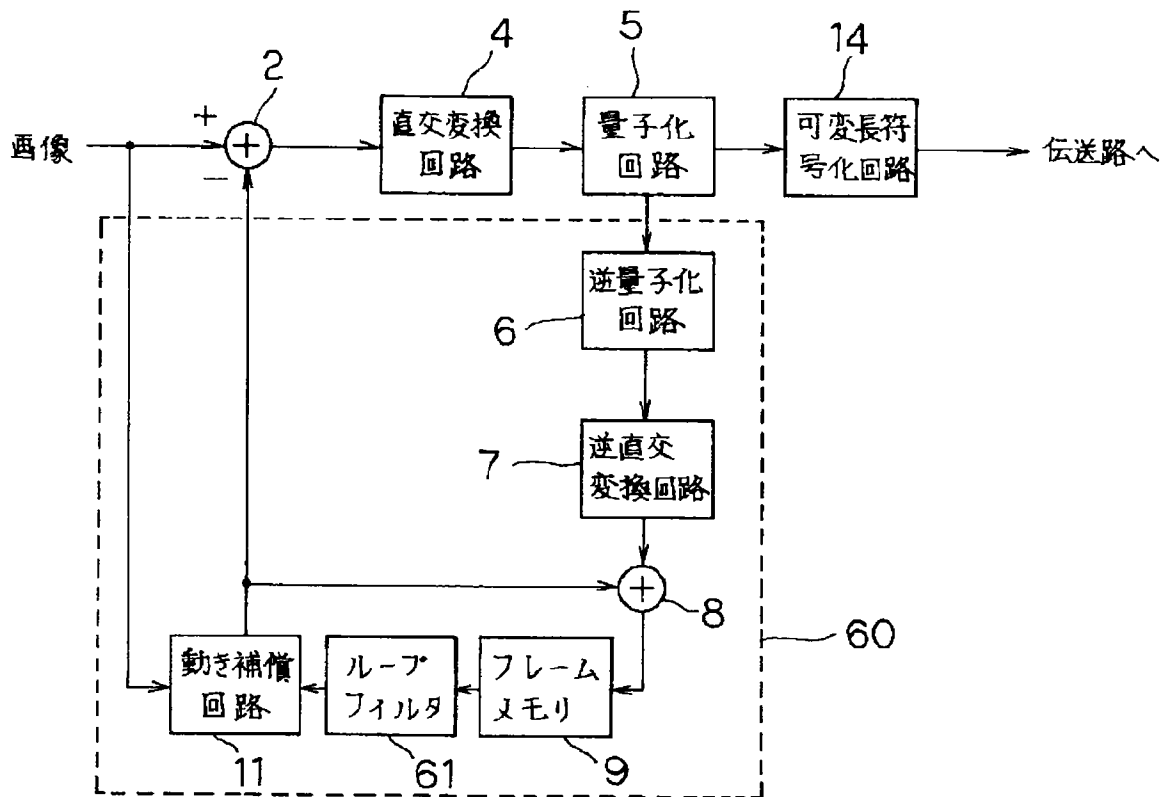 2
4
5
14
画像
+
+
−
直交変換
回路
量子化
回路
可変長符
号化回路
伝送路へ
逆量子化
回路
6
逆直交
変換回路
7
+
8
60
動き補償
回路
ループ
フィルタ
フレーム
メモリ
11
61
9